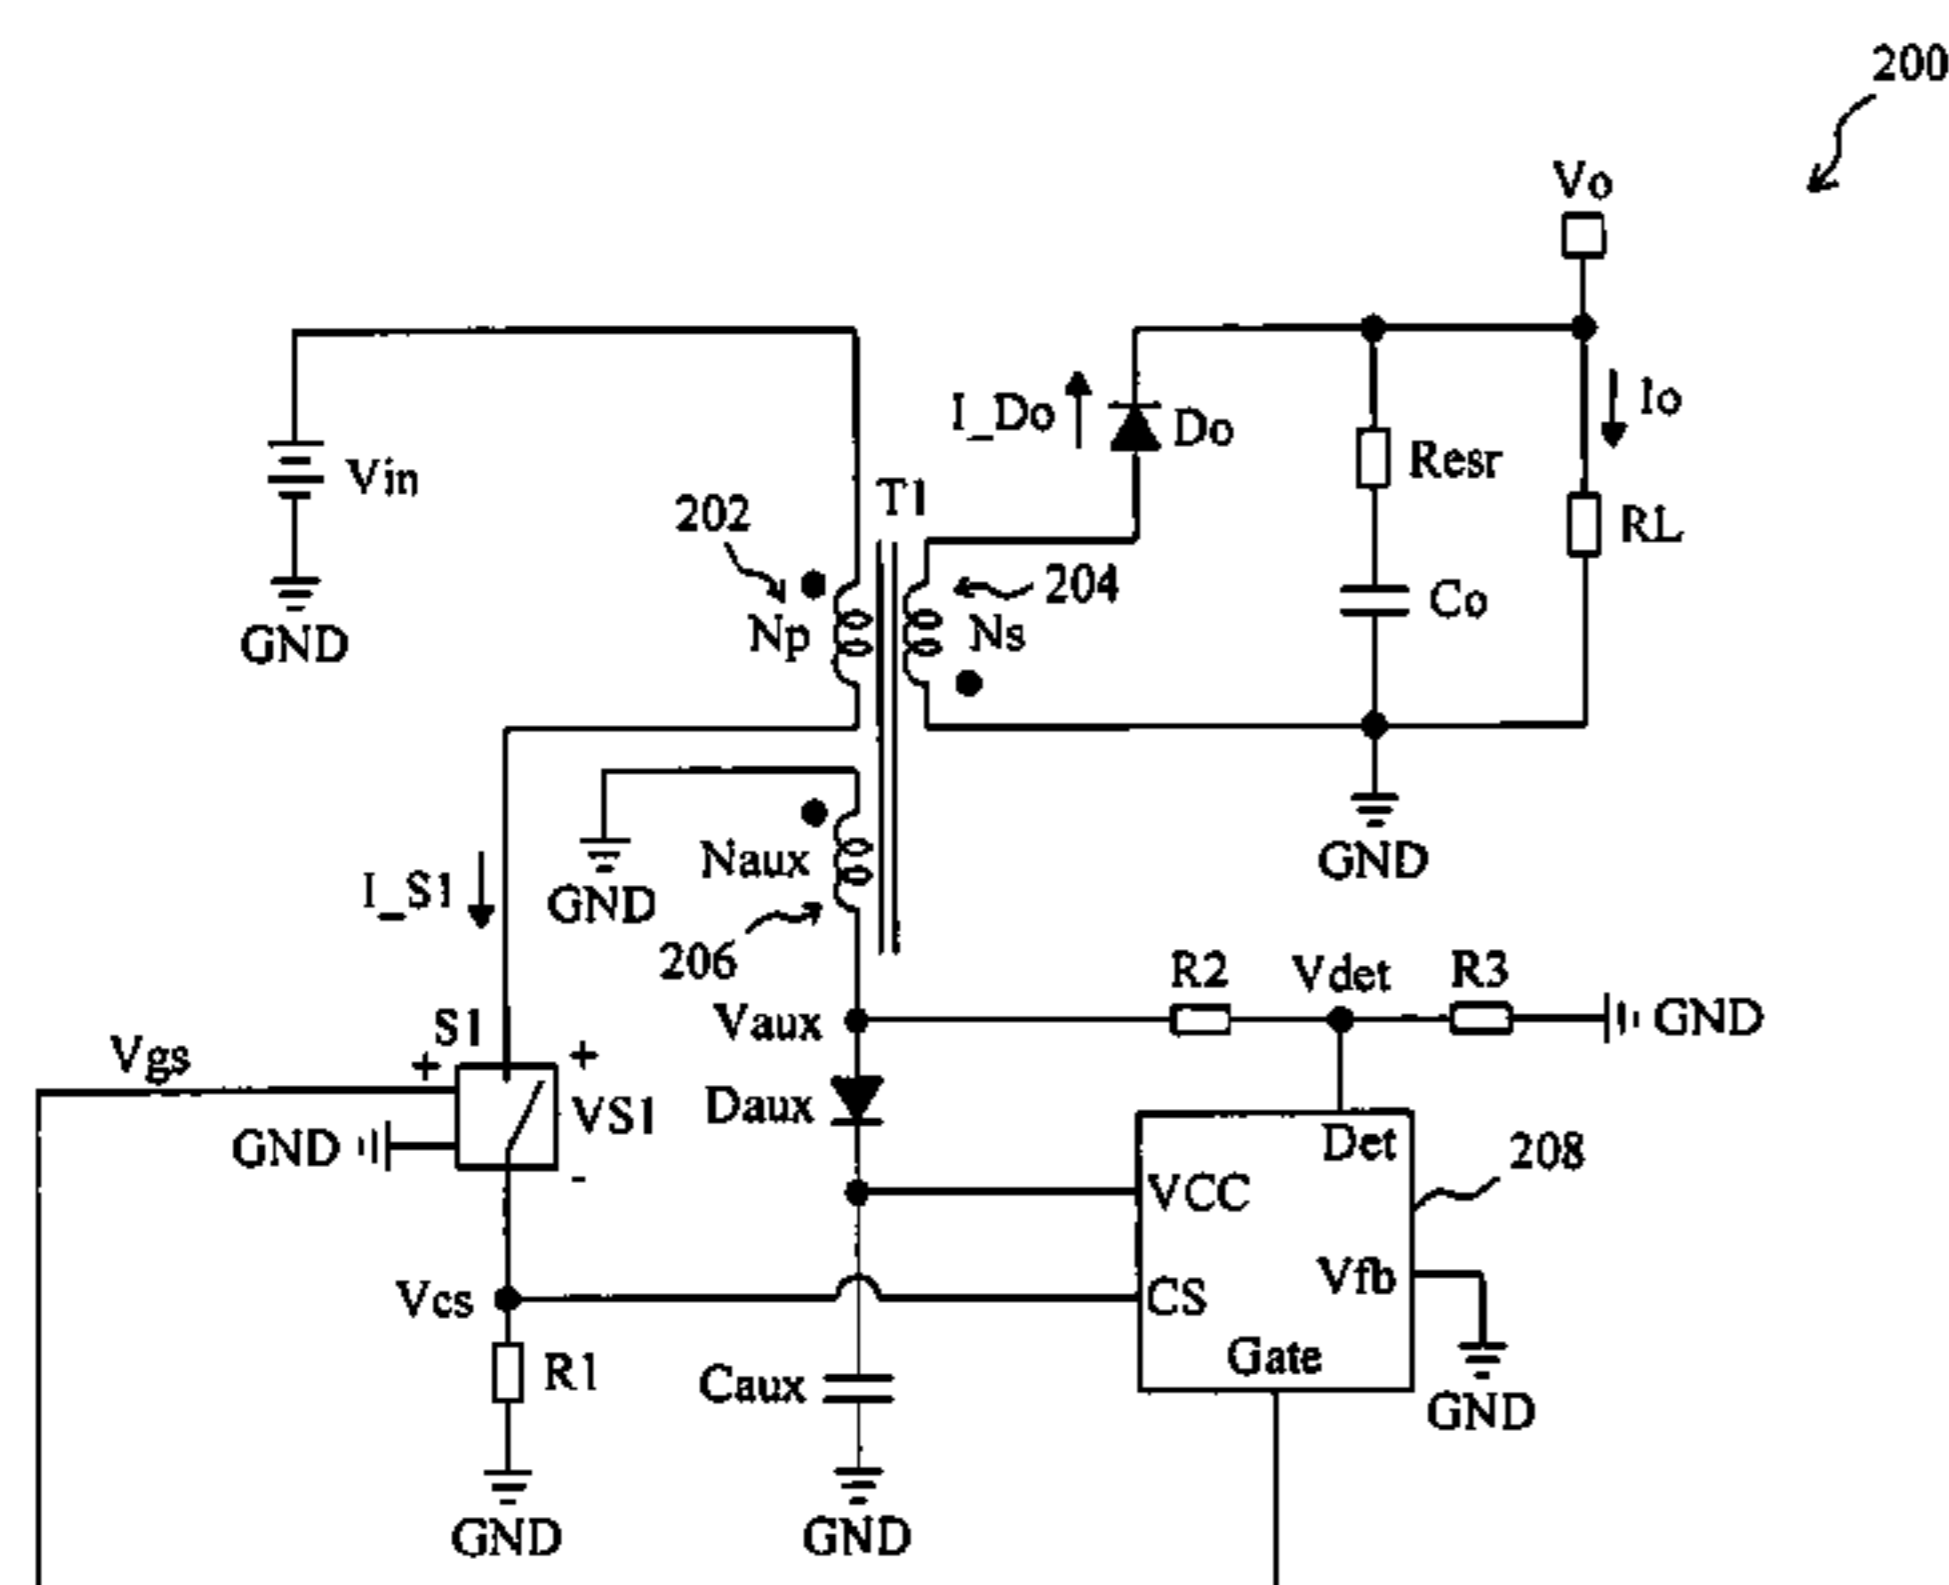 200
Vo
I_Do
Do
Io
Resr
Vin
T1
202
RL
204
Co
Np
Ns
GND
GND
Naux
I_S1
GND
206
R2
Vdet
R3
Vaux
GND
S1
Vgs
+
+
Daux
VS1
GND
Det
208
-
VCC
Vfb
Vcs
CS
Gate
R1
Caux
GND
GND
GND